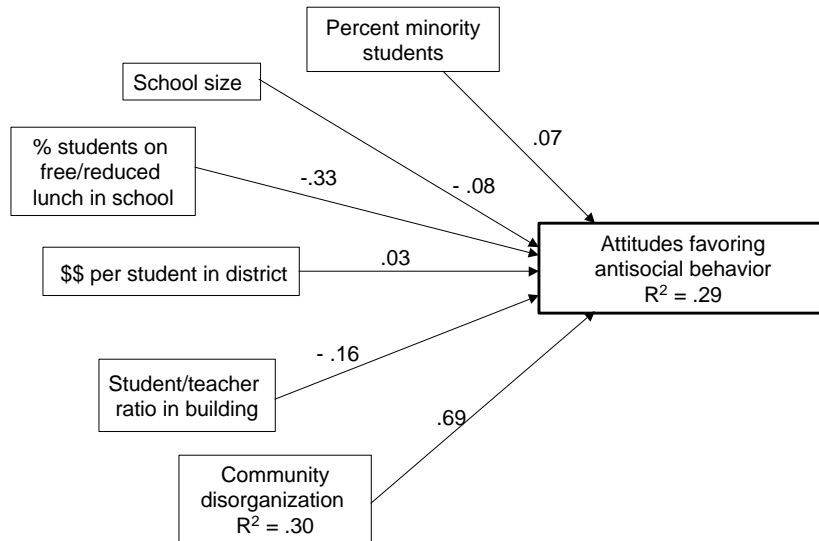 Percent minority
students
School size
.07
% students on
free/reduced
lunch in school
-.33
- .08
Attitudes favoring
antisocial behavior
R² = .29
$$ per student in district
.03
- .16
Student/teacher
ratio in building
.69
Community
disorganization
R² = .30